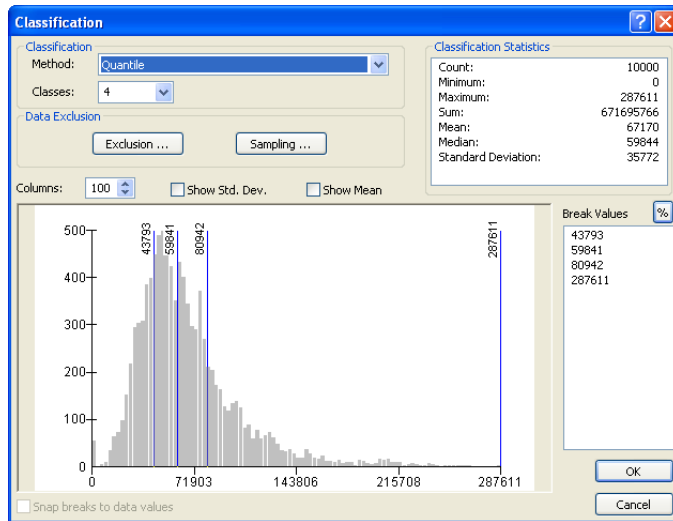 Classification
Classification
Method: Quantile
Classes: 4
Data Exclusion
Exclusion ...
Sampling ...
Classification Statistics
Count: 10000
Minimum: 0
Maximum: 287611
Sum: 671695766
Mean: 67170
Median: 59844
Standard Deviation: 35772
Columns: 100
Show Std. Dev.
Show Mean
Break Values
%
43793
59841
80942
287611
500
400
300
200
100
0
43793
59841
80942
287611
0
71903
143806
215708
287611
Snap breaks to data values
OK
Cancel